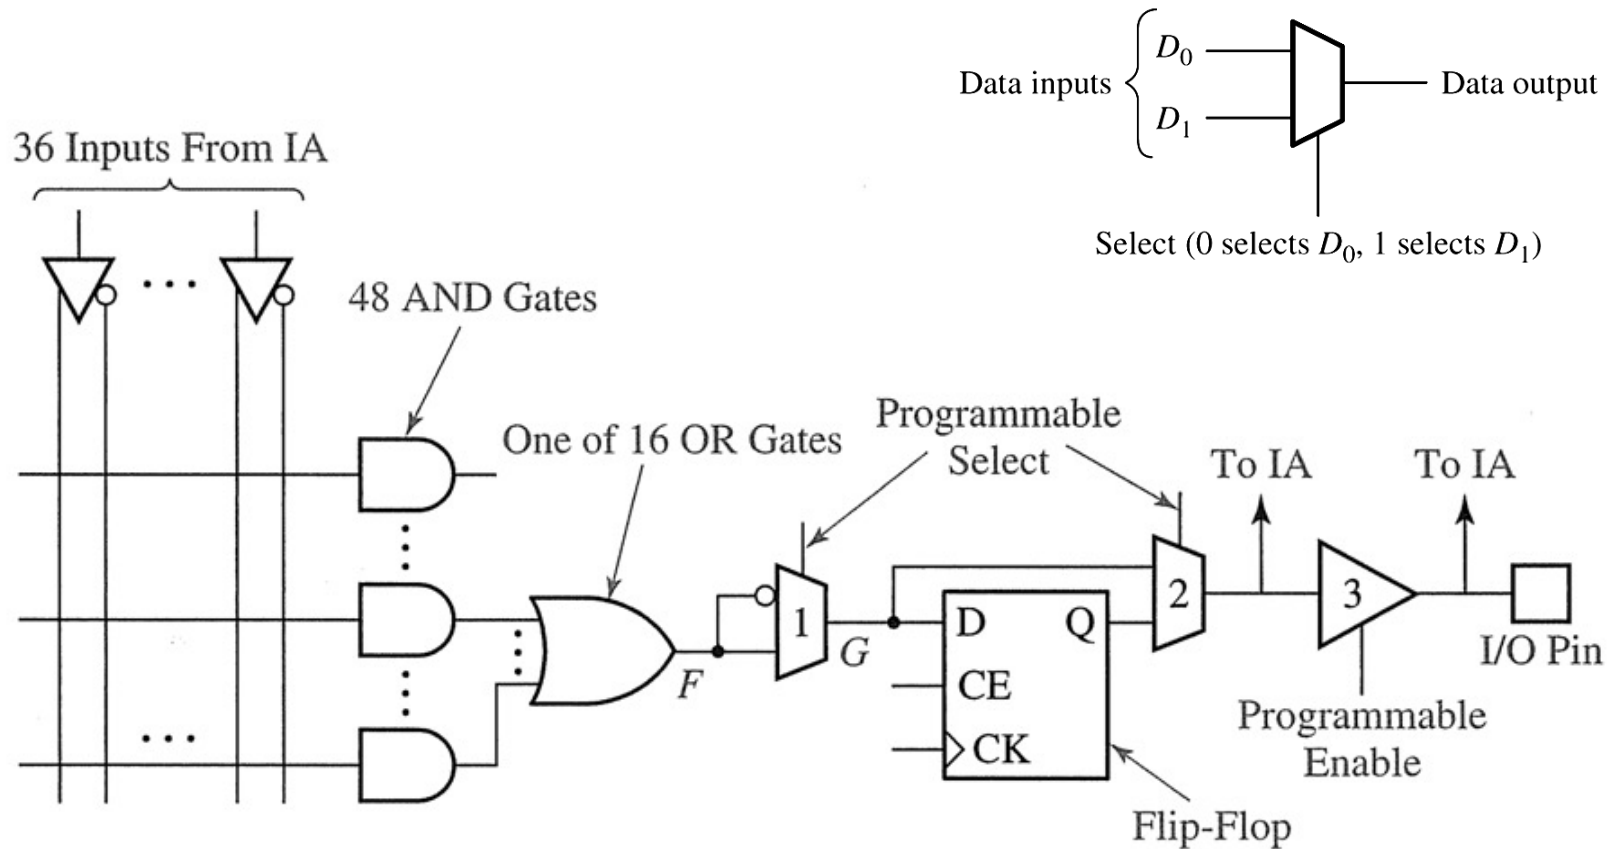 Data inputs
D0
D1
Data output
Select (0 selects D0, 1 selects D1)
36 Inputs From IA
48 AND Gates
One of 16 OR Gates
Programmable
Select
To IA
To IA
F
1
G
D
Q
CE
CK
2
3
I/O Pin
Programmable
Enable
Flip-Flop